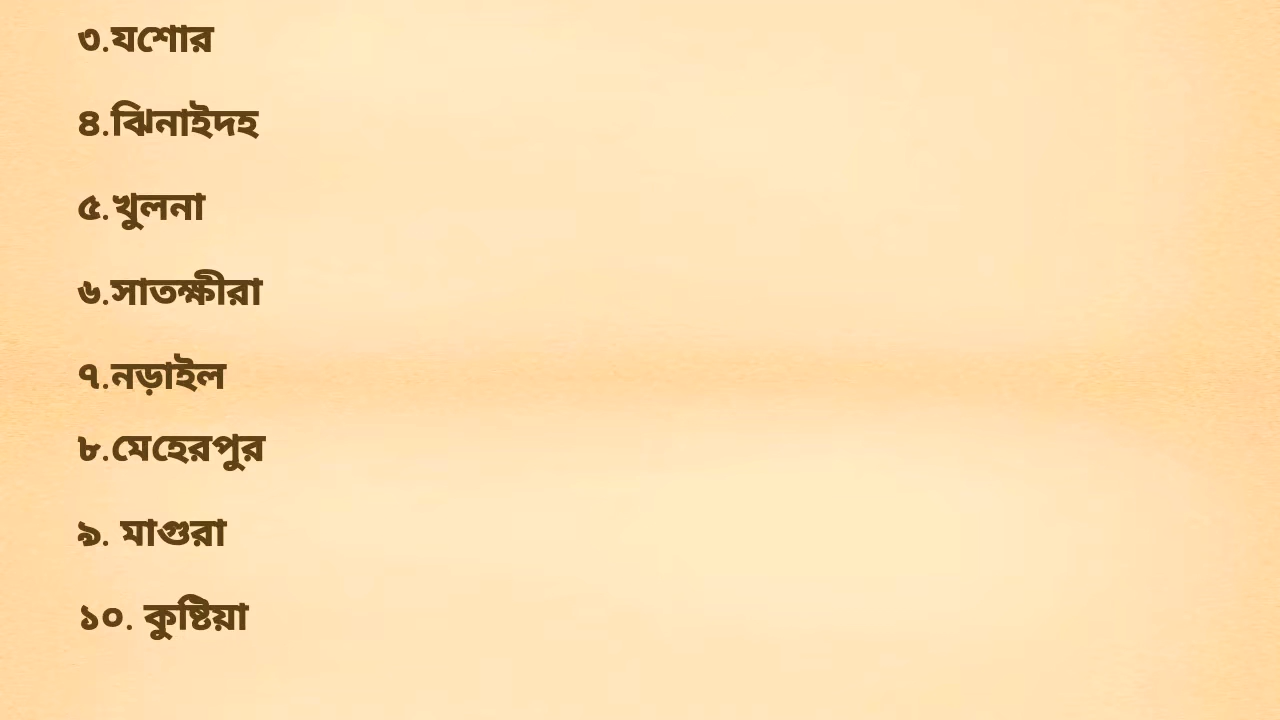 ৩.যশোর
৪.ঝিনাইদহ
৫.খুলনা
৬.সাতক্ষীরা
৭.নড়াইল
৮.মেহেরপুর
৯. মাগুরা
১০. কুষ্টিয়া